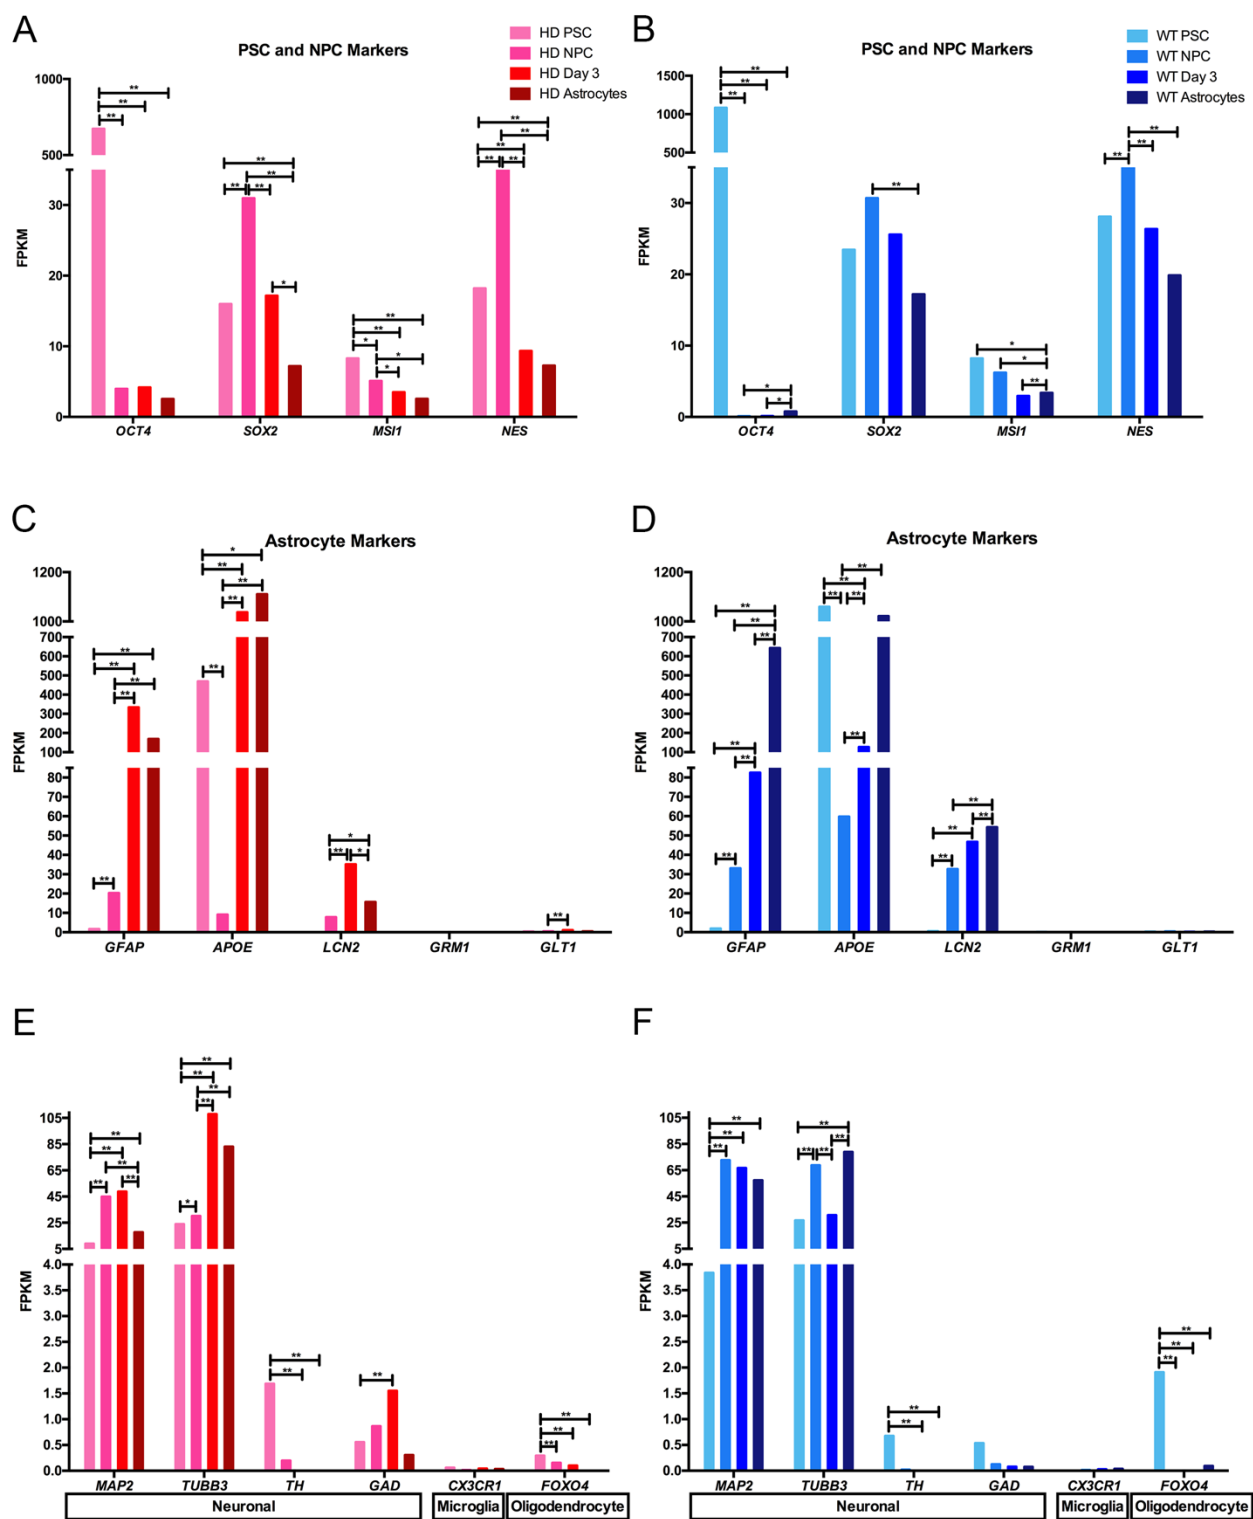 A
PSC and NPC Markers
HD PSC
HD NPC
HD Day 3
HD Astrocytes
1000
500
30
20
10
0
FPKM
** ** **
** ** ** ** *
** ** * * *
** ** ** ** **
OCT4 SOX2 MSI1 NES
B
PSC and NPC Markers
WT PSC
WT NPC
WT Day 3
WT Astrocytes
1500
1000
500
30
20
10
0
FPKM
** ** **
* *
**
* * **
** ** **
OCT4 SOX2 MSI1 NES
C
Astrocyte Markers
1200
1000
700
600
500
400
300
200
100
80
70
60
50
40
30
20
10
0
FPKM
** ** ** ** **
* ** ** ** **
* ** *
**
GFAP APOE LCN2 GRM1 GLT1
D
Astrocyte Markers
1200
1000
700
600
500
400
300
200
100
80
70
60
50
40
30
20
10
0
FPKM
** ** ** ** ** **
** ** ** ** **
** ** ** **
GFAP APOE LCN2 GRM1 GLT1
E
105
85
65
45
25
5
4.0
3.5
3.0
2.5
2.0
1.5
1.0
0.5
0.0
FPKM
** ** ** ** **
** ** ** ** *
** **
**
** ** **
MAP2 TUBB3 TH GAD CX3CR1 FOXO4
Neuronal Microglia Oligodendrocyte
F
105
85
65
45
25
5
4.0
3.5
3.0
2.5
2.0
1.5
1.0
0.5
0.0
FPKM
** ** **
** ** ** **
** **
** ** **
MAP2 TUBB3 TH GAD CX3CR1 FOXO4
Neuronal Microglia Oligodendrocyte